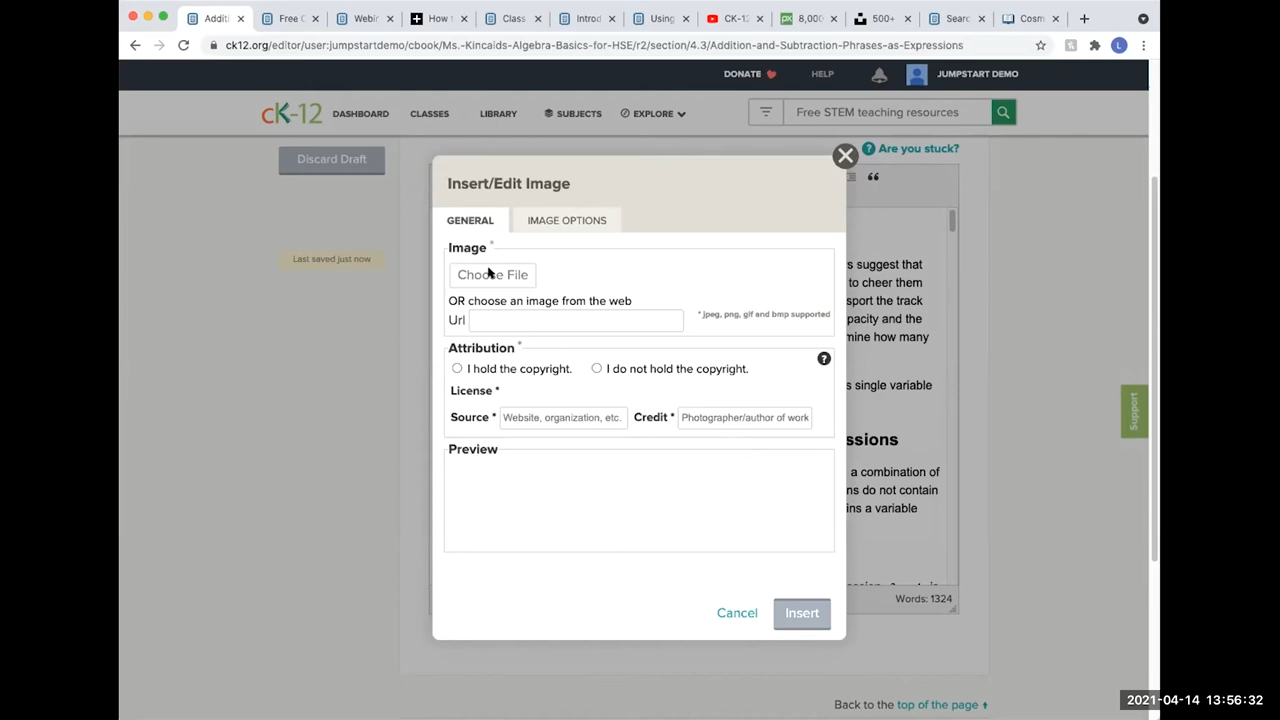 Additi
Free C
Webin
How t
Class
Introd
Using
CK-12
8,000
500+
Searc
Cosm
ck12.org/editor/user:jumpstartdemo/cbook/Ms.-Kincaids-Algebra-Basics-for-HSE/r2/section/4.3/Addition-and-Subtraction-Phrases-as-Expressions
L
DONATE HELP JUMPSTART DEMO
cK-12 DASHBOARD CLASSES LIBRARY SUBJECTS EXPLORE Free STEM teaching resources
Discard Draft
? Are you stuck?
Last saved just now
Insert/Edit Image
GENERAL IMAGE OPTIONS
Image *
Choose File
OR choose an image from the web
Url
* jpeg, png, gif and bmp supported
Attribution *
I hold the copyright. I do not hold the copyright. ?
License *
Source * Website, organization, etc. Credit * Photographer/author of work
Preview
Cancel Insert
s suggest that
to cheer them
sport the track
pacity and the
mine how many
s single variable
ssions
a combination of
ns do not contain
ins a variable
Words: 1324
Support
Back to the top of the page
2021-04-14 13:56:32